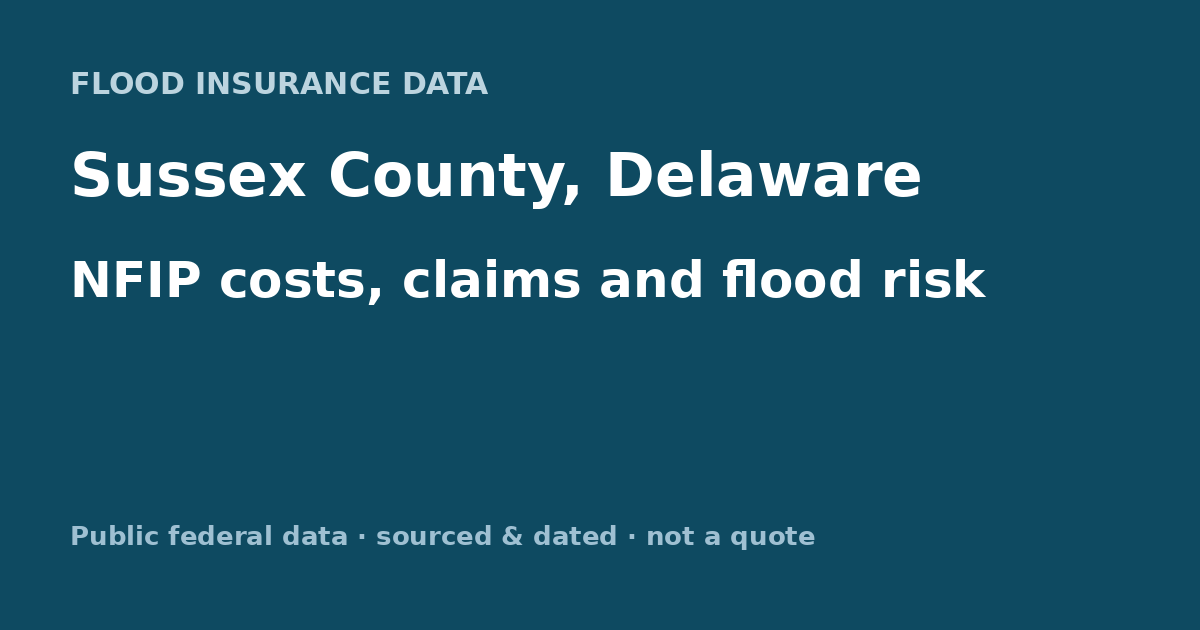 FLOOD INSURANCE DATA
Sussex County, Delaware
NFIP costs, claims and flood risk
Public federal data · sourced & dated · not a quote